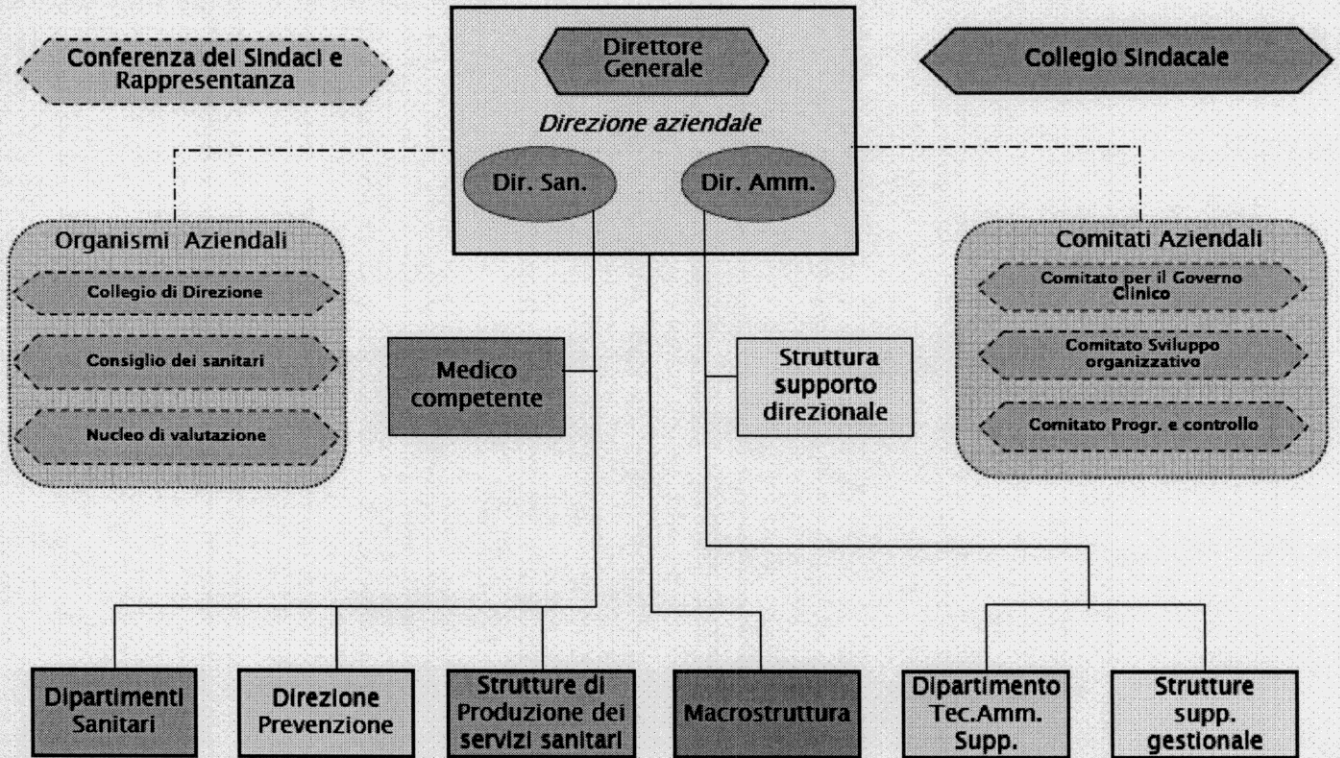 Conferenza dei Sindaci e
Rappresentanza
Direttore
Generale
Collegio Sindacale
Direzione aziendale
Dir. San.
Dir. Amm.
Organismi Aziendali
Collegio di Direzione
Consiglio dei sanitari
Nucleo di valutazione
Comitati Aziendali
Comitato per il Governo
Clinico
Comitato Sviluppo
organizzativo
Comitato Progr. e controllo
Medico
competente
Struttura
supporto
direzionale
Dipartimenti
Sanitari
Direzione
Prevenzione
Strutture di
Produzione dei
servizi sanitari
Macrostruttura
Dipartimento
Tec.Amm.
Supp.
Strutture
supp.
gestionale